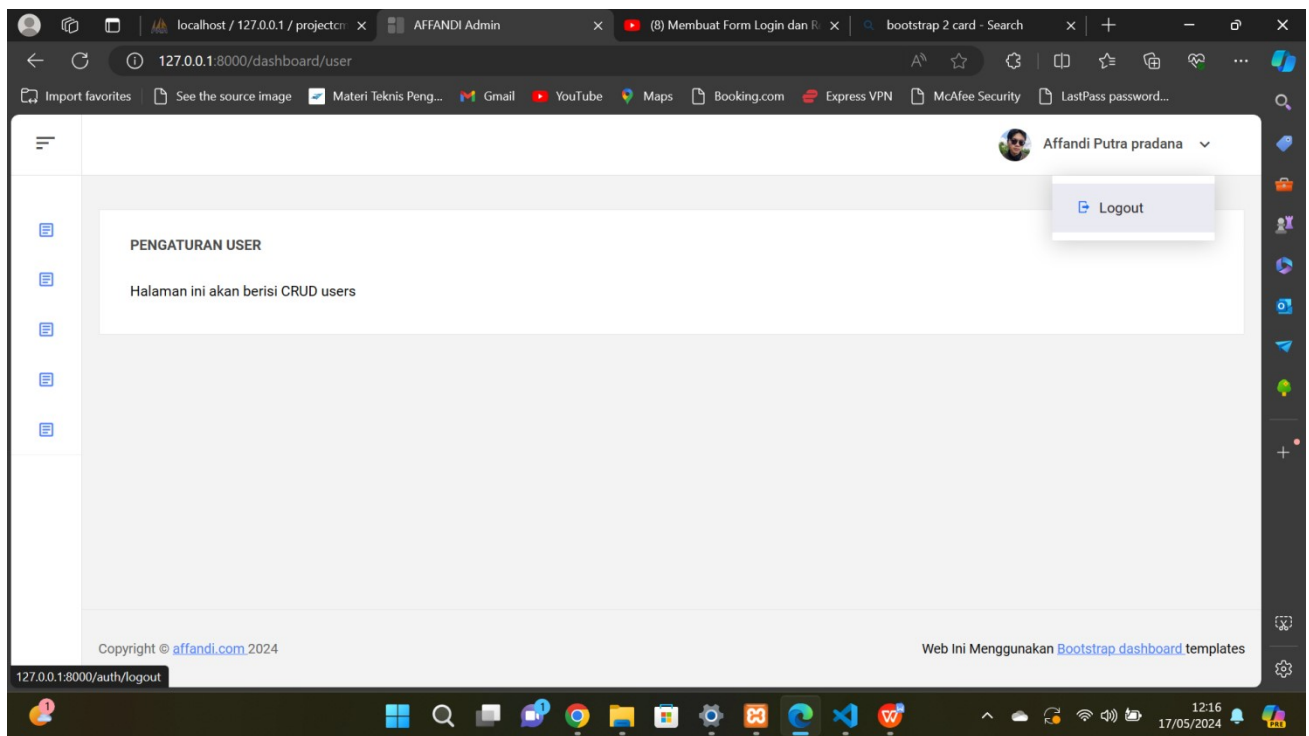 localhost / 127.0.0.1 / projectcm
AFFANDI Admin
(8) Membuat Form Login dan R
bootstrap 2 card - Search
127.0.0.1:8000/dashboard/user
Import favorites
See the source image
Materi Teknis Peng...
Gmail
YouTube
Maps
Booking.com
Express VPN
McAfee Security
LastPass password...
Affandi Putra pradana
Logout
PENGATURAN USER
Halaman ini akan berisi CRUD users
Copyright © affandi.com 2024
Web Ini Menggunakan Bootstrap dashboard templates
127.0.0.1:8000/auth/logout
12:16
17/05/2024